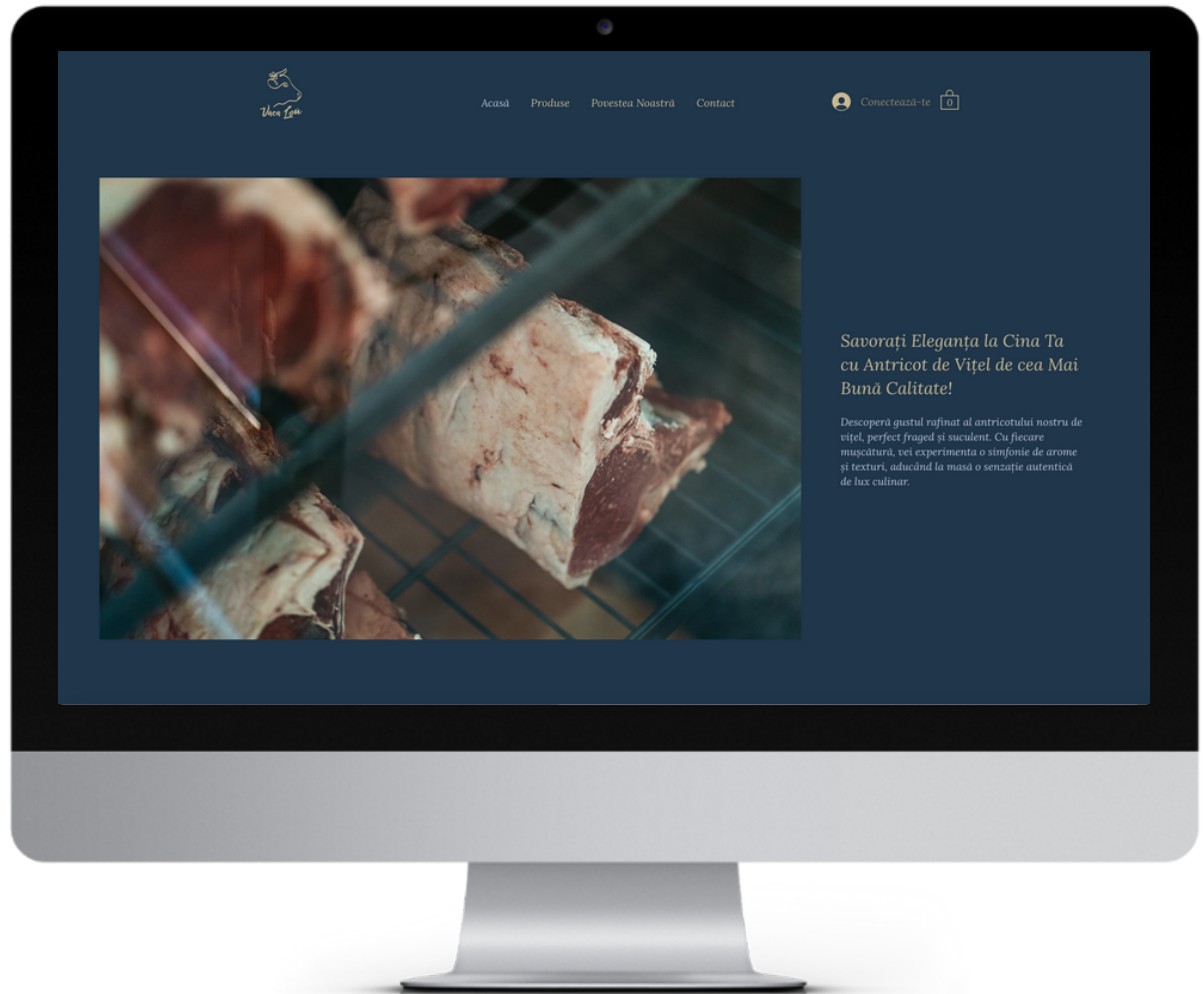 Vaca Lou
Acasă
Produse
Povestea Noastră
Contact
Conectează-te
0
Savorați Eleganța la Cina Ta
cu Antricot de Vițel de cea Mai
Bună Calitate!
Descoperă gustul rafinat al antricotului nostru de
vițel, perfect fraged și suculent. Cu fiecare
mușcătură, vei experimenta o simfonie de arome
și texturi, aducând la masă o senzație autentică
de lux culinar.